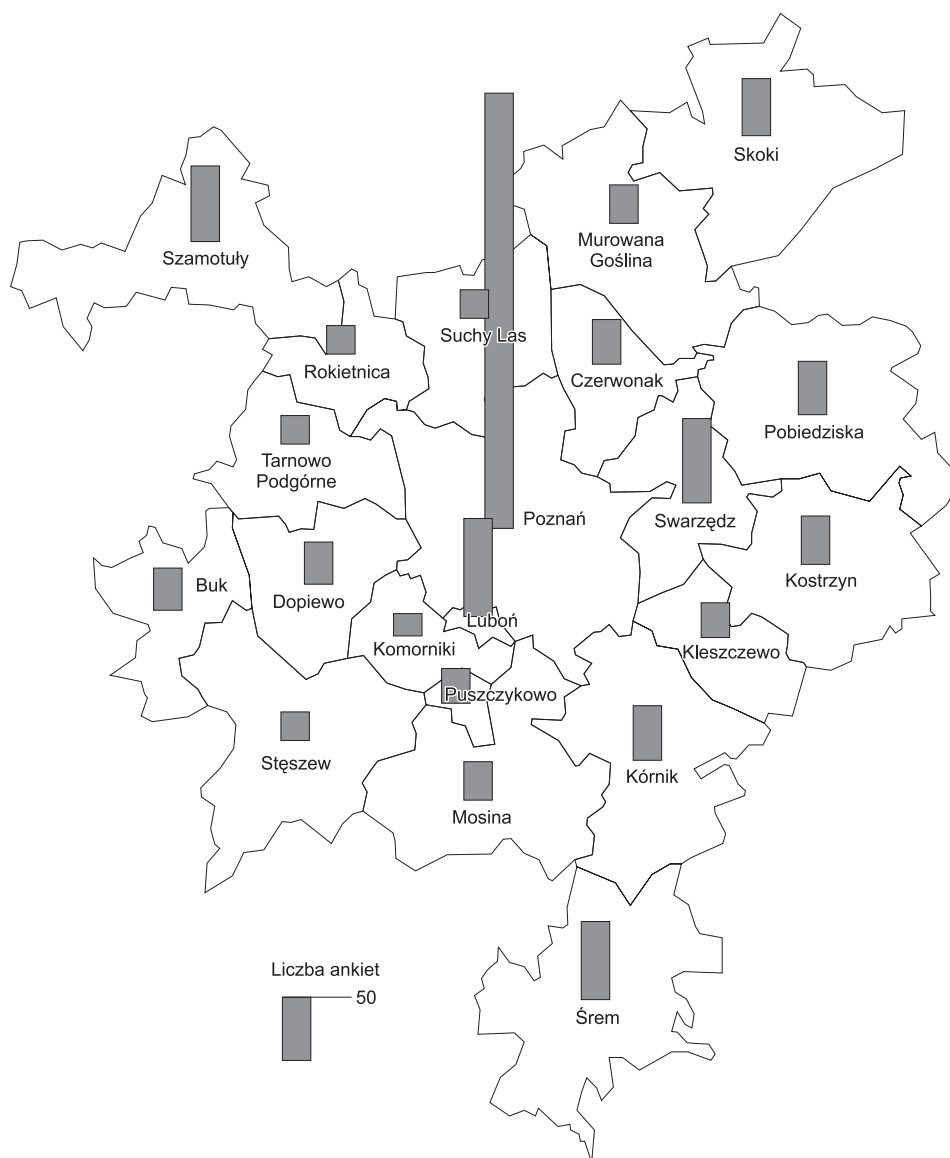 Skoki
Szamotuły
Murowana
Goślina
Suchy Las
Rokietnica
Czerwonak
Pobiedziska
Tarnowo
Podgórne
Poznań
Swarzędz
Buk
Dopiewo
Kostrzyn
Luboń
Komorniki
Kleszczewo
Puszczykowo
Stęszew
Kórnik
Mosina
Liczba ankiet
50
Śrem